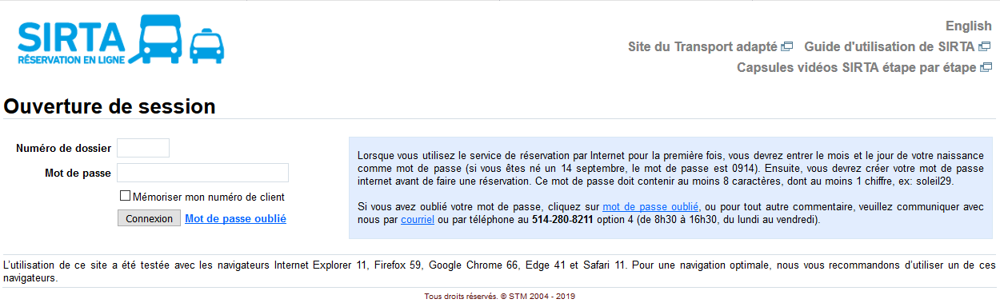 SIRTA
RÉSERVATION EN LIGNE
English
Site du Transport adapté Guide d'utilisation de SIRTA
Capsules vidéos SIRTA étape par étape
Ouverture de session
Numéro de dossier
Mot de passe
Mémoriser mon numéro de client
Connexion Mot de passe oublié
Lorsque vous utilisez le service de réservation par Internet pour la première fois, vous devrez entrer le mois et le jour de votre naissance
comme mot de passe (si vous êtes né un 14 septembre, le mot de passe est 0914). Ensuite, vous devrez créer votre mot de passe
internet avant de faire une réservation. Ce mot de passe doit contenir au moins 8 caractères, dont au moins 1 chiffre, ex: soleil29.
Si vous avez oublié votre mot de passe, cliquez sur mot de passe oublié, ou pour tout autre commentaire, veuillez communiquer avec
nous par courriel ou par téléphone au 514-280-8211 option 4 (de 8h30 à 16h30, du lundi au vendredi).
L'utilisation de ce site a été testée avec les navigateurs Internet Explorer 11, Firefox 59, Google Chrome 66, Edge 41 et Safari 11. Pour une navigation optimale, nous vous recommandons d'utiliser un de ces
navigateurs.
Tous droits réservés. © STM 2004 - 2019